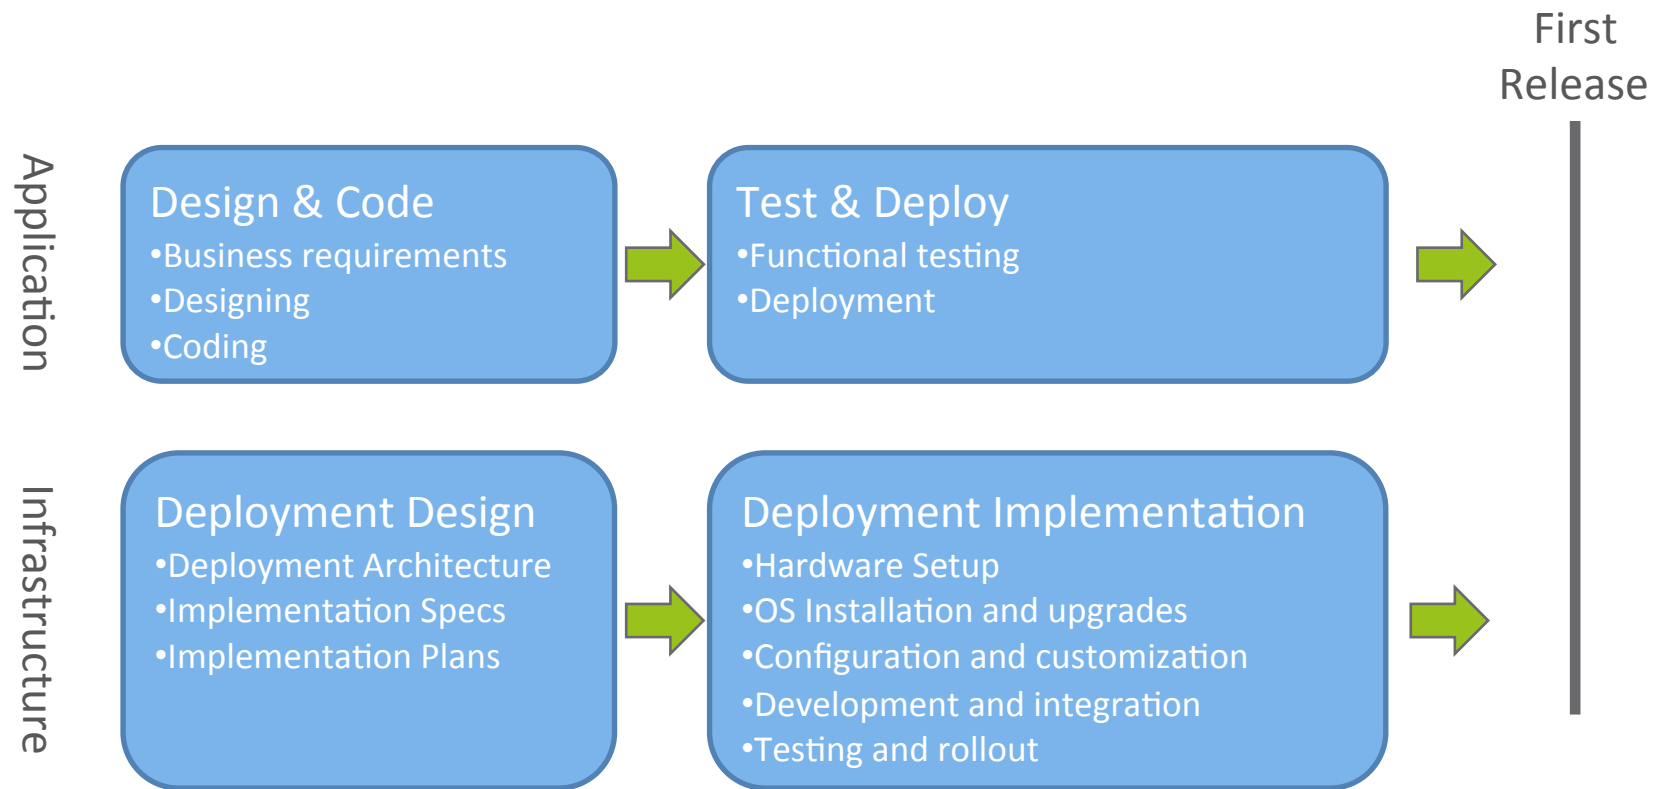 First
Release
Application
Design & Code
•Business requirements
•Designing
•Coding
Test & Deploy
•Functional testing
•Deployment
Infrastructure
Deployment Design
•Deployment Architecture
•Implementation Specs
•Implementation Plans
Deployment Implementation
•Hardware Setup
•OS Installation and upgrades
•Configuration and customization
•Development and integration
•Testing and rollout